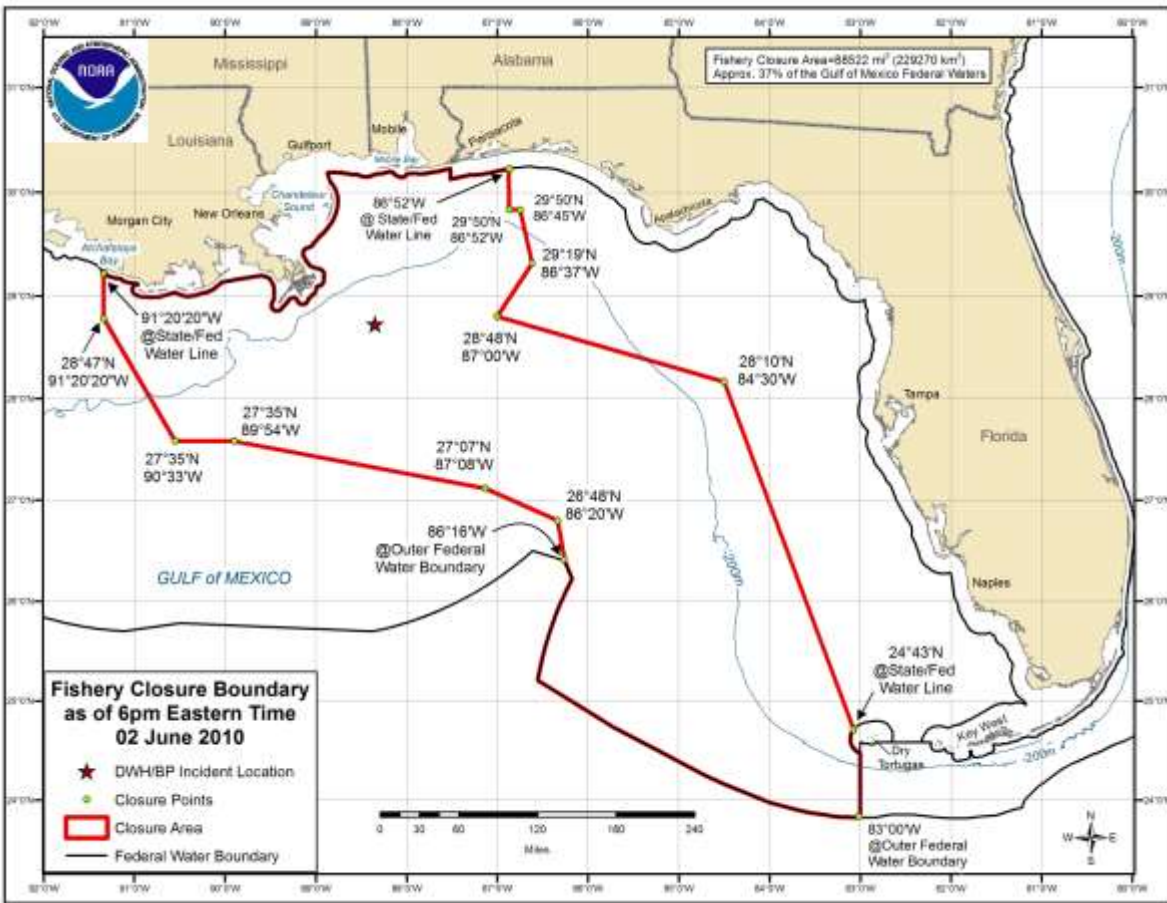 Fishery Closure Area=88522 mi² (229270 km²)
Approx. 37% of the Gulf of Mexico Federal Waters
NOAA
Mississippi
Alabama
Louisiana
Mobile
Pensacola
Gulfport
Mobile Bay
Chandeleur
Sound
New Orleans
Morgan City
Atchafalaya
Bay
Apalachicola
86°52'W
@ State/Fed
Water Line
29°50'N
86°52'W
29°50'N
86°45'W
29°19'N
86°37'W
91°20'20"W
@State/Fed
Water Line
28°47'N
91°20'20"W
28°48'N
87°00'W
28°10'N
84°30'W
Tampa
Florida
27°35'N
89°54'W
27°35'N
90°33'W
27°07'N
87°08'W
26°48'N
86°20'W
86°16'W
@Outer Federal
Water Boundary
GULF of MEXICO
-200m
-200m
-200m
Naples
24°43'N
@State/Fed
Water Line
Key West
Dry
Tortugas
83°00'W
@Outer Federal
Water Boundary
Fishery Closure Boundary
as of 6pm Eastern Time
02 June 2010
DWH/BP Incident Location
Closure Points
Closure Area
Federal Water Boundary
0 15 30 60 120 180 240
Miles
N
W E
S